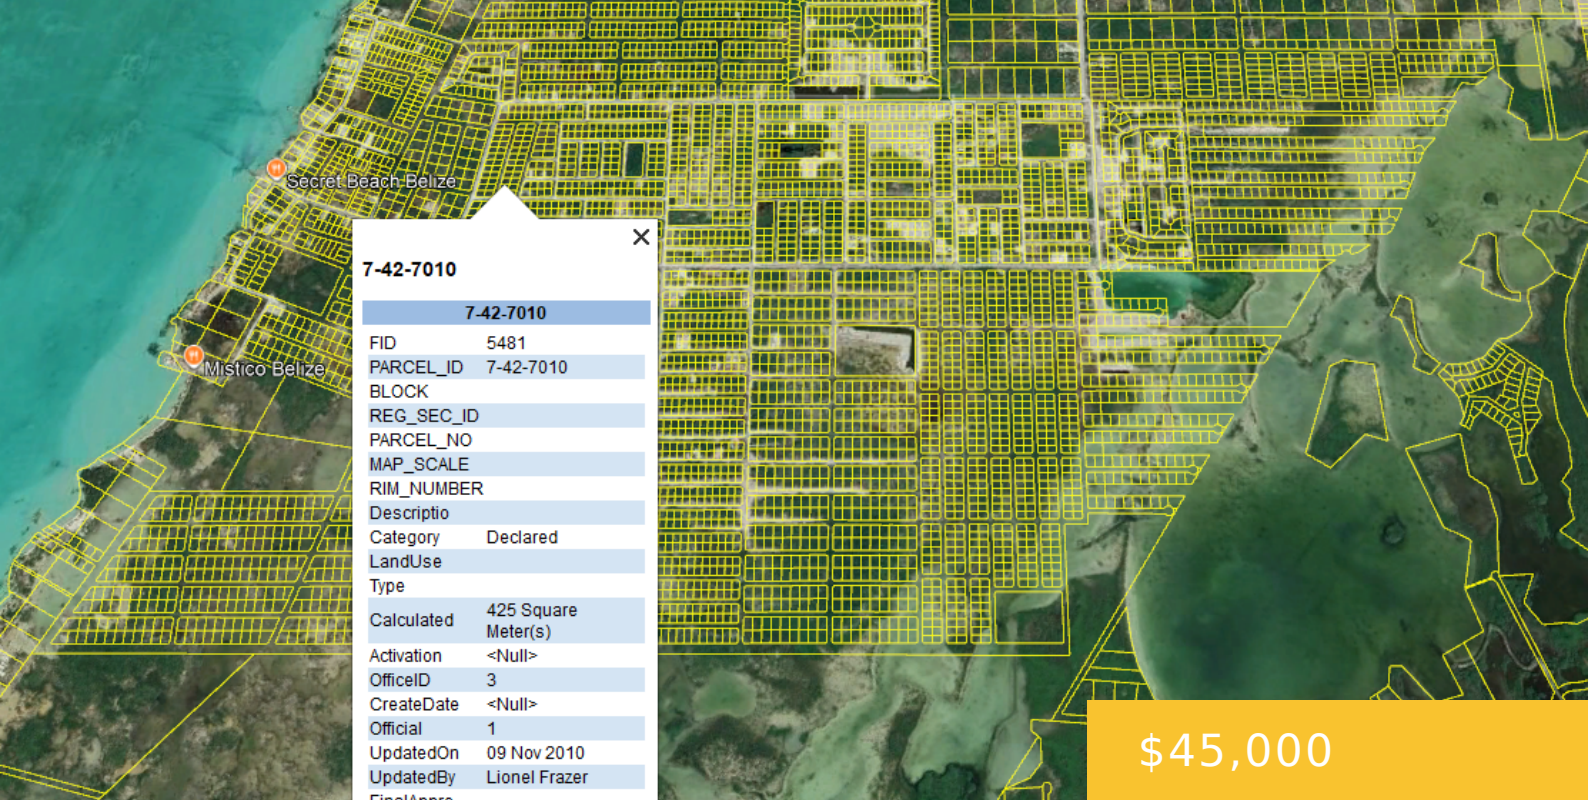 Secret Beach Belize
Mistico Belize
7-42-7010
7-42-7010
FID 5481
PARCEL_ID 7-42-7010
BLOCK
REG_SEC_ID
PARCEL_NO
MAP_SCALE
RIM_NUMBER
Descriptio
Category Declared
LandUse
Type
Calculated 425 Square
Meter(s)
Activation <Null>
OfficeID 3
CreateDate <Null>
Official 1
UpdatedOn 09 Nov 2010
UpdatedBy Lionel Frazer
FinalAppro
$45,000